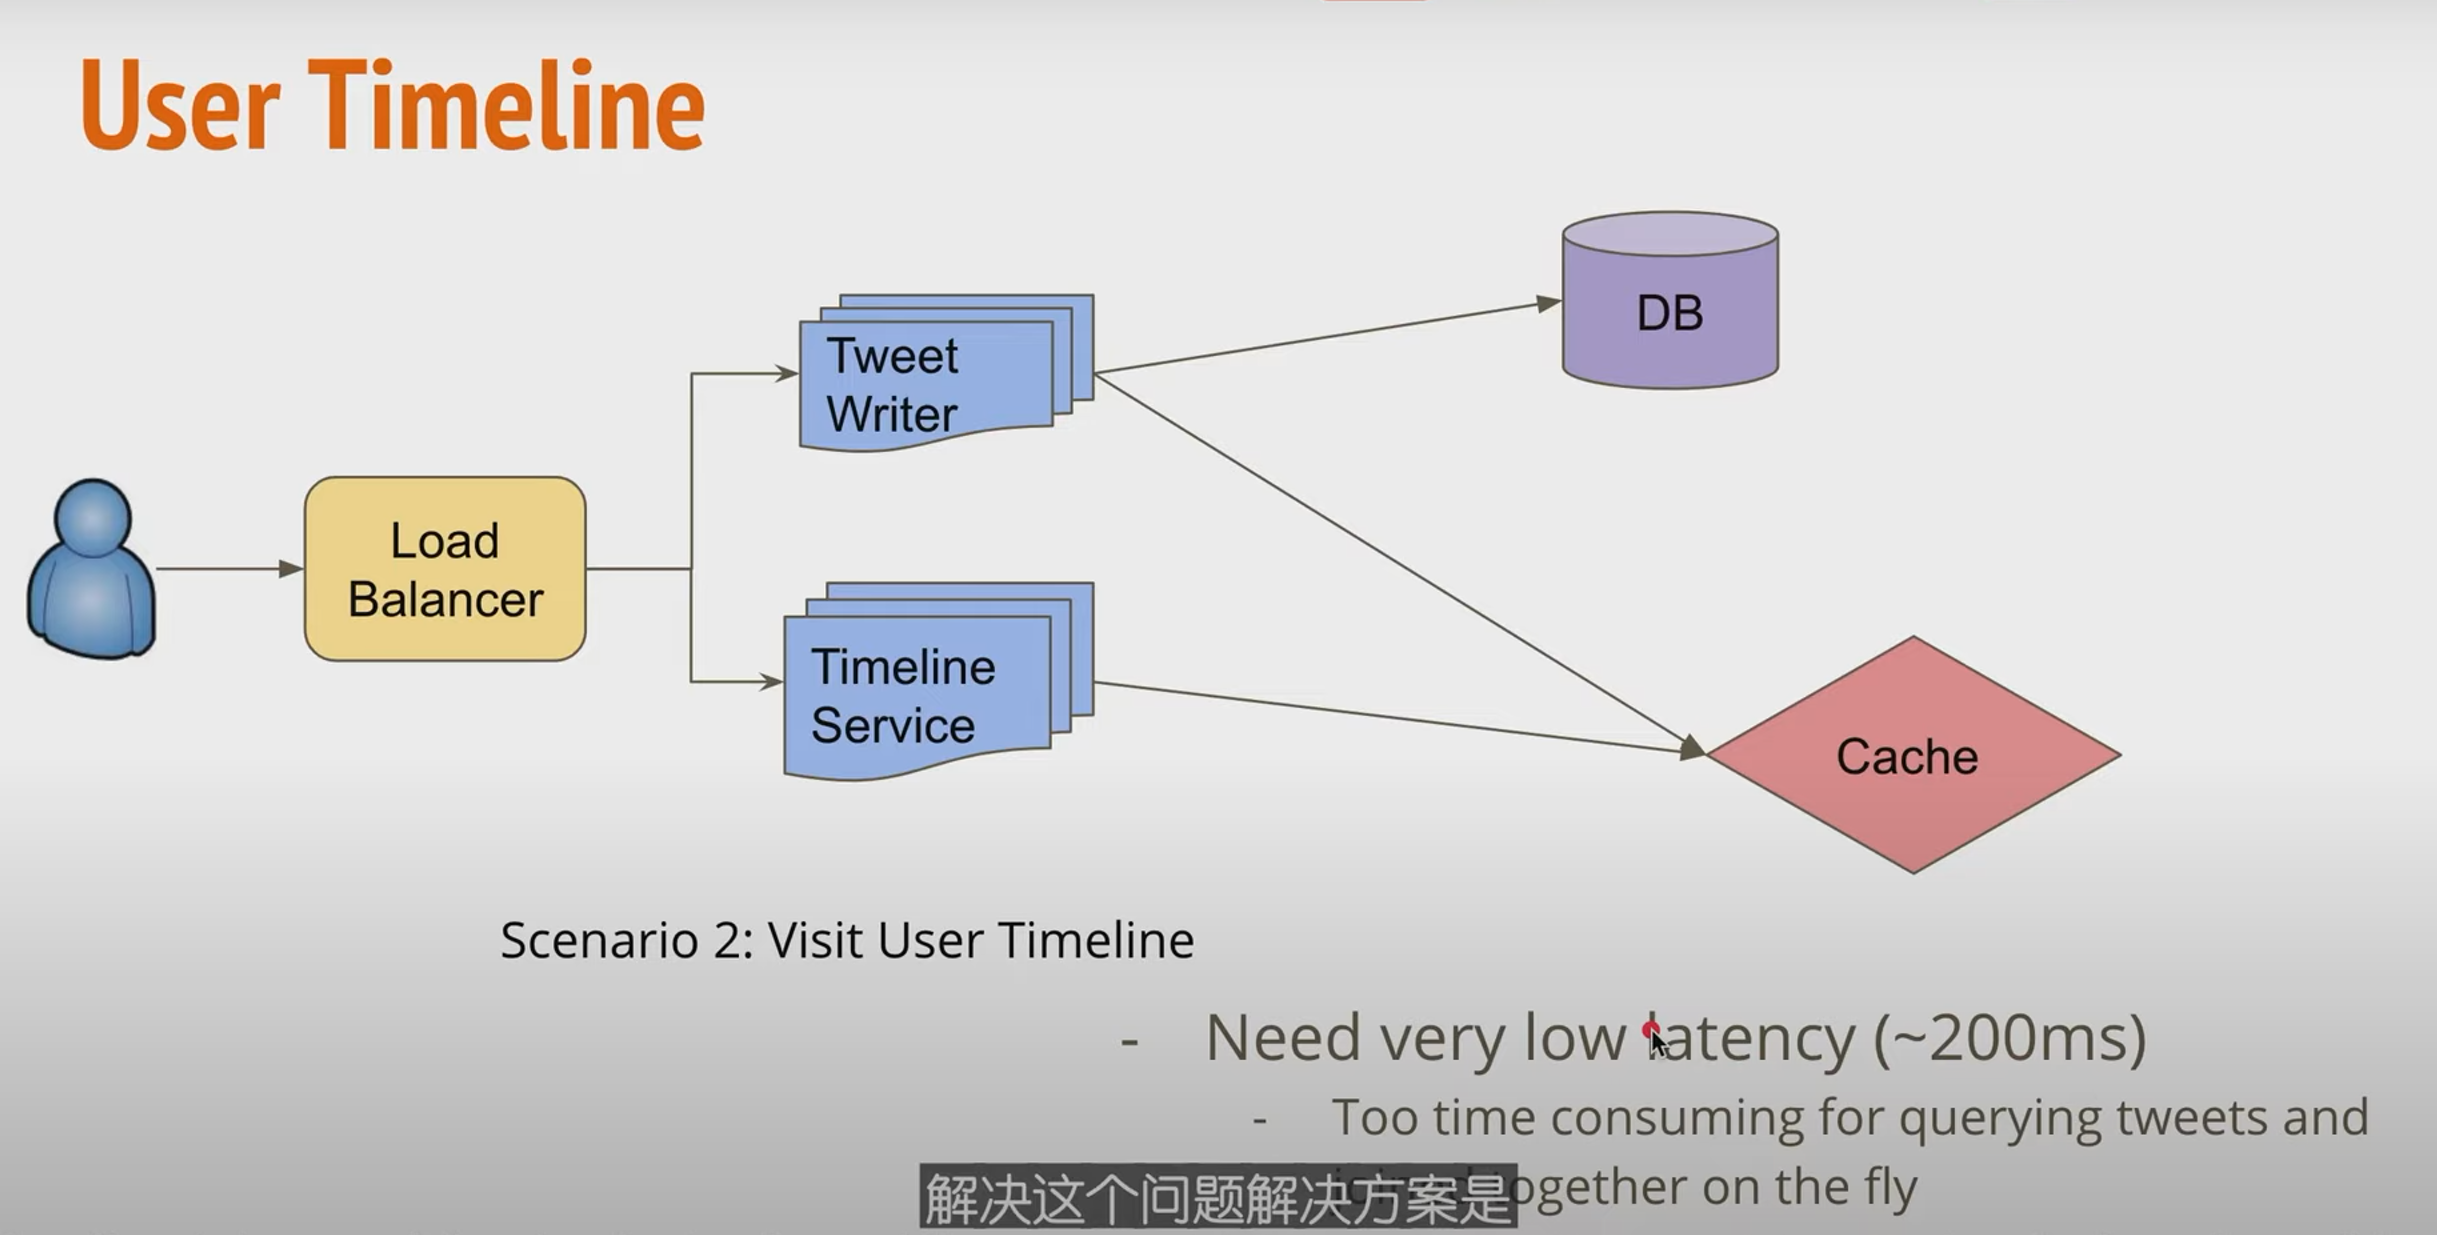 User Timeline
DB
Tweet
Writer
Load
Balancer
Timeline
Service
Cache
Scenario 2: Visit User Timeline
- Need very low latency (~200ms)
- Too time consuming for querying tweets and
together on the fly
解决这个问题解决方案是